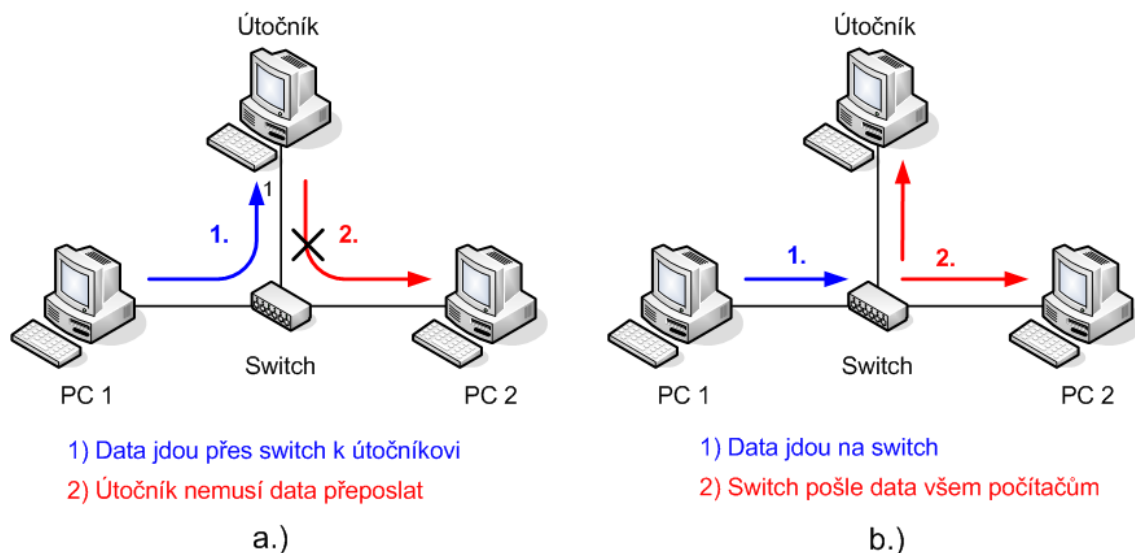 Útočník
1
1.
2.
PC 1
Switch
PC 2
1) Data jdou přes switch k útočníkovi
2) Útočník nemusí data přeposlat
a.)
Útočník
1.
2.
PC 1
Switch
PC 2
1) Data jdou na switch
2) Switch pošle data všem počítačům
b.)